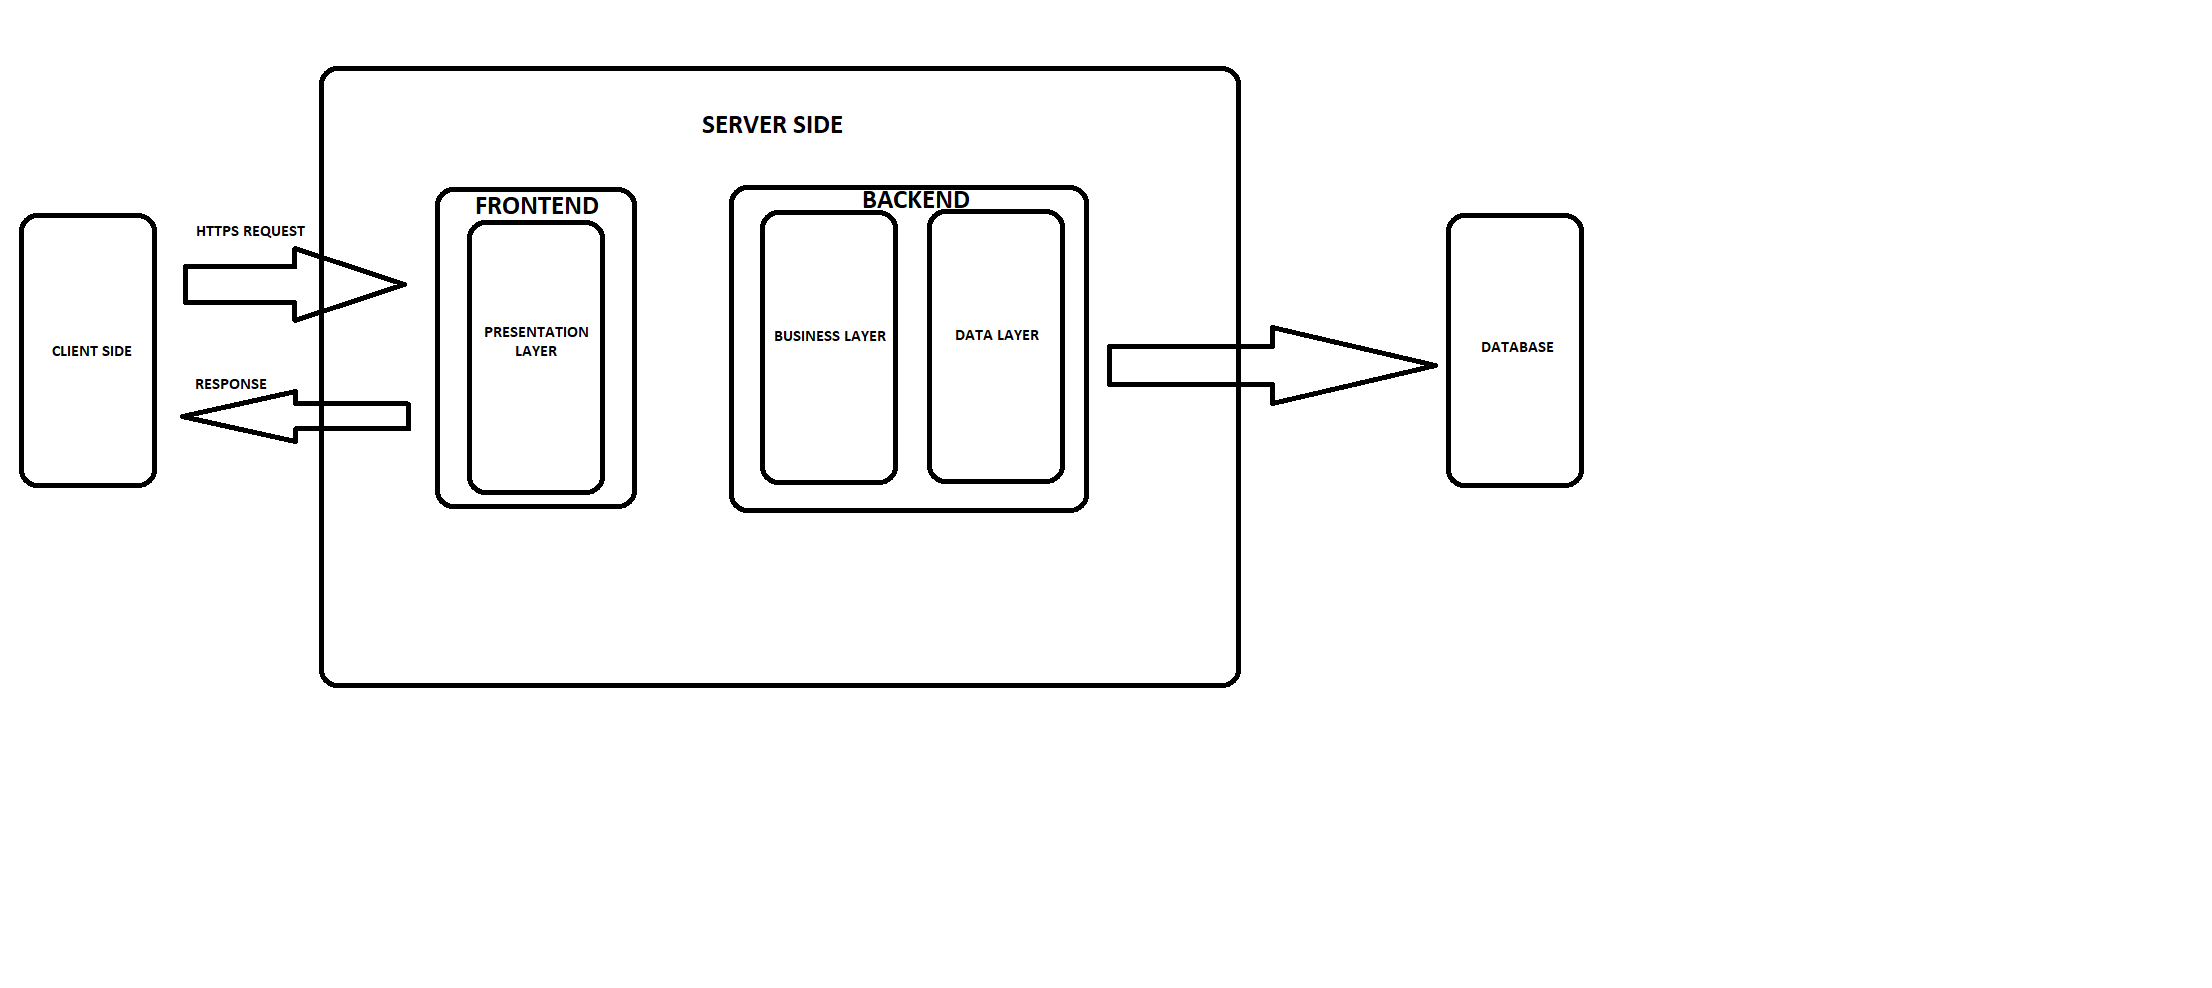 SERVER SIDE
HTTPS REQUEST
RESPONSE
CLIENT SIDE
FRONTEND
PRESENTATION
LAYER
BACKEND
BUSINESS LAYER
DATA LAYER
DATABASE